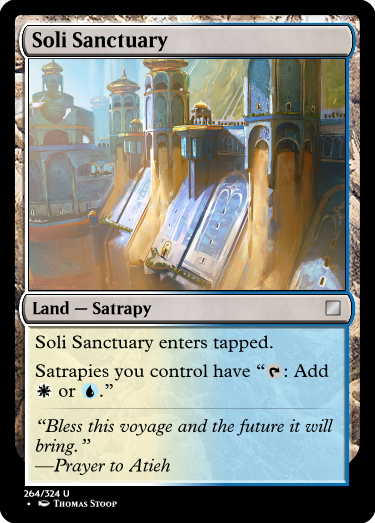 Soli Sanctuary
Land — Satrapy
Soli Sanctuary enters tapped.
Satrapies you control have “: Add
or .”
“Bless this voyage and the future it will
bring.”
—Prayer to Atieh
264/324 U
• Thomas Stoop